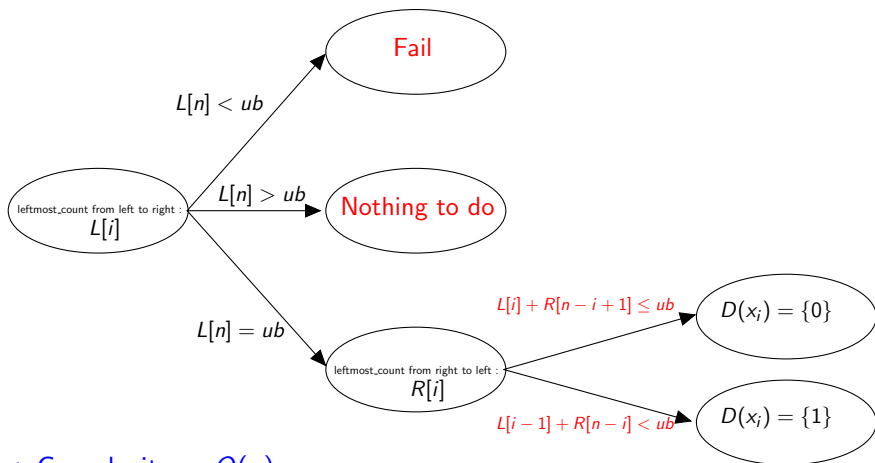 Fail
L[n] < ub
L[n] > ub
Nothing to do
leftmost_count from left to right :
L[i]
L[n] = ub
L[i] + R[n − i + 1] ≤ ub
D(x_i) = {0}
leftmost_count from right to left :
R[i]
L[i − 1] + R[n − i] < ub
D(x_i) = {1}